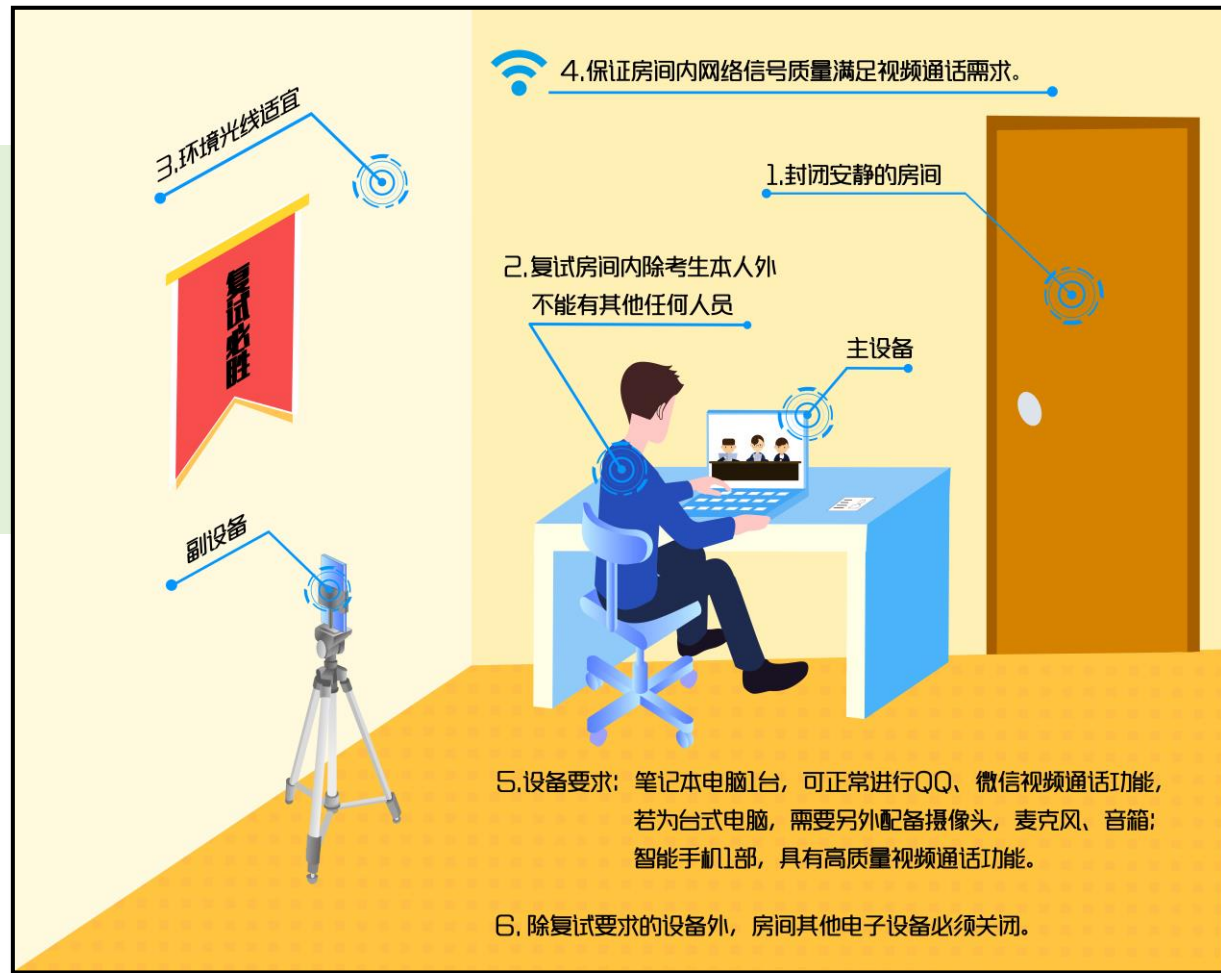 4.保证房间内网络信号质量满足视频通话需求。
3.环境光线适宜
1.封闭安静的房间
复试必胜
2.复试房间内除考生本人外
不能有其他任何人员
主设备
副设备
5.设备要求：笔记本电脑1台，可正常进行QQ、微信视频通话功能，
若为台式电脑，需要另外配备摄像头，麦克风、音箱；
智能手机1部，具有高质量视频通话功能。
6.除复试要求的设备外，房间其他电子设备必须关闭。